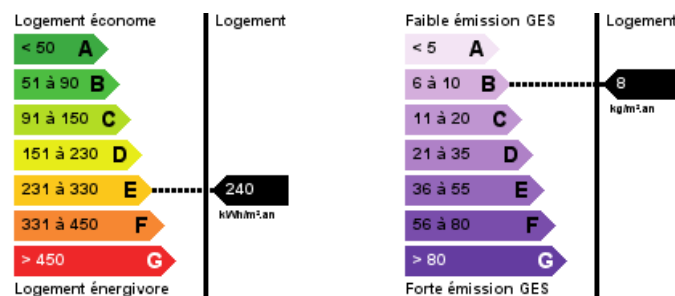 Logement économe
Logement
< 50 A
51 à 90 B
91 à 150 C
151 à 230 D
231 à 330 E
240
kWh/m².an
331 à 450 F
> 450 G
Logement énergivore
Faible émission GES
Logement
< 5 A
6 à 10 B
8
kg/m².an
11 à 20 C
21 à 35 D
36 à 55 E
56 à 80 F
> 80 G
Forte émission GES